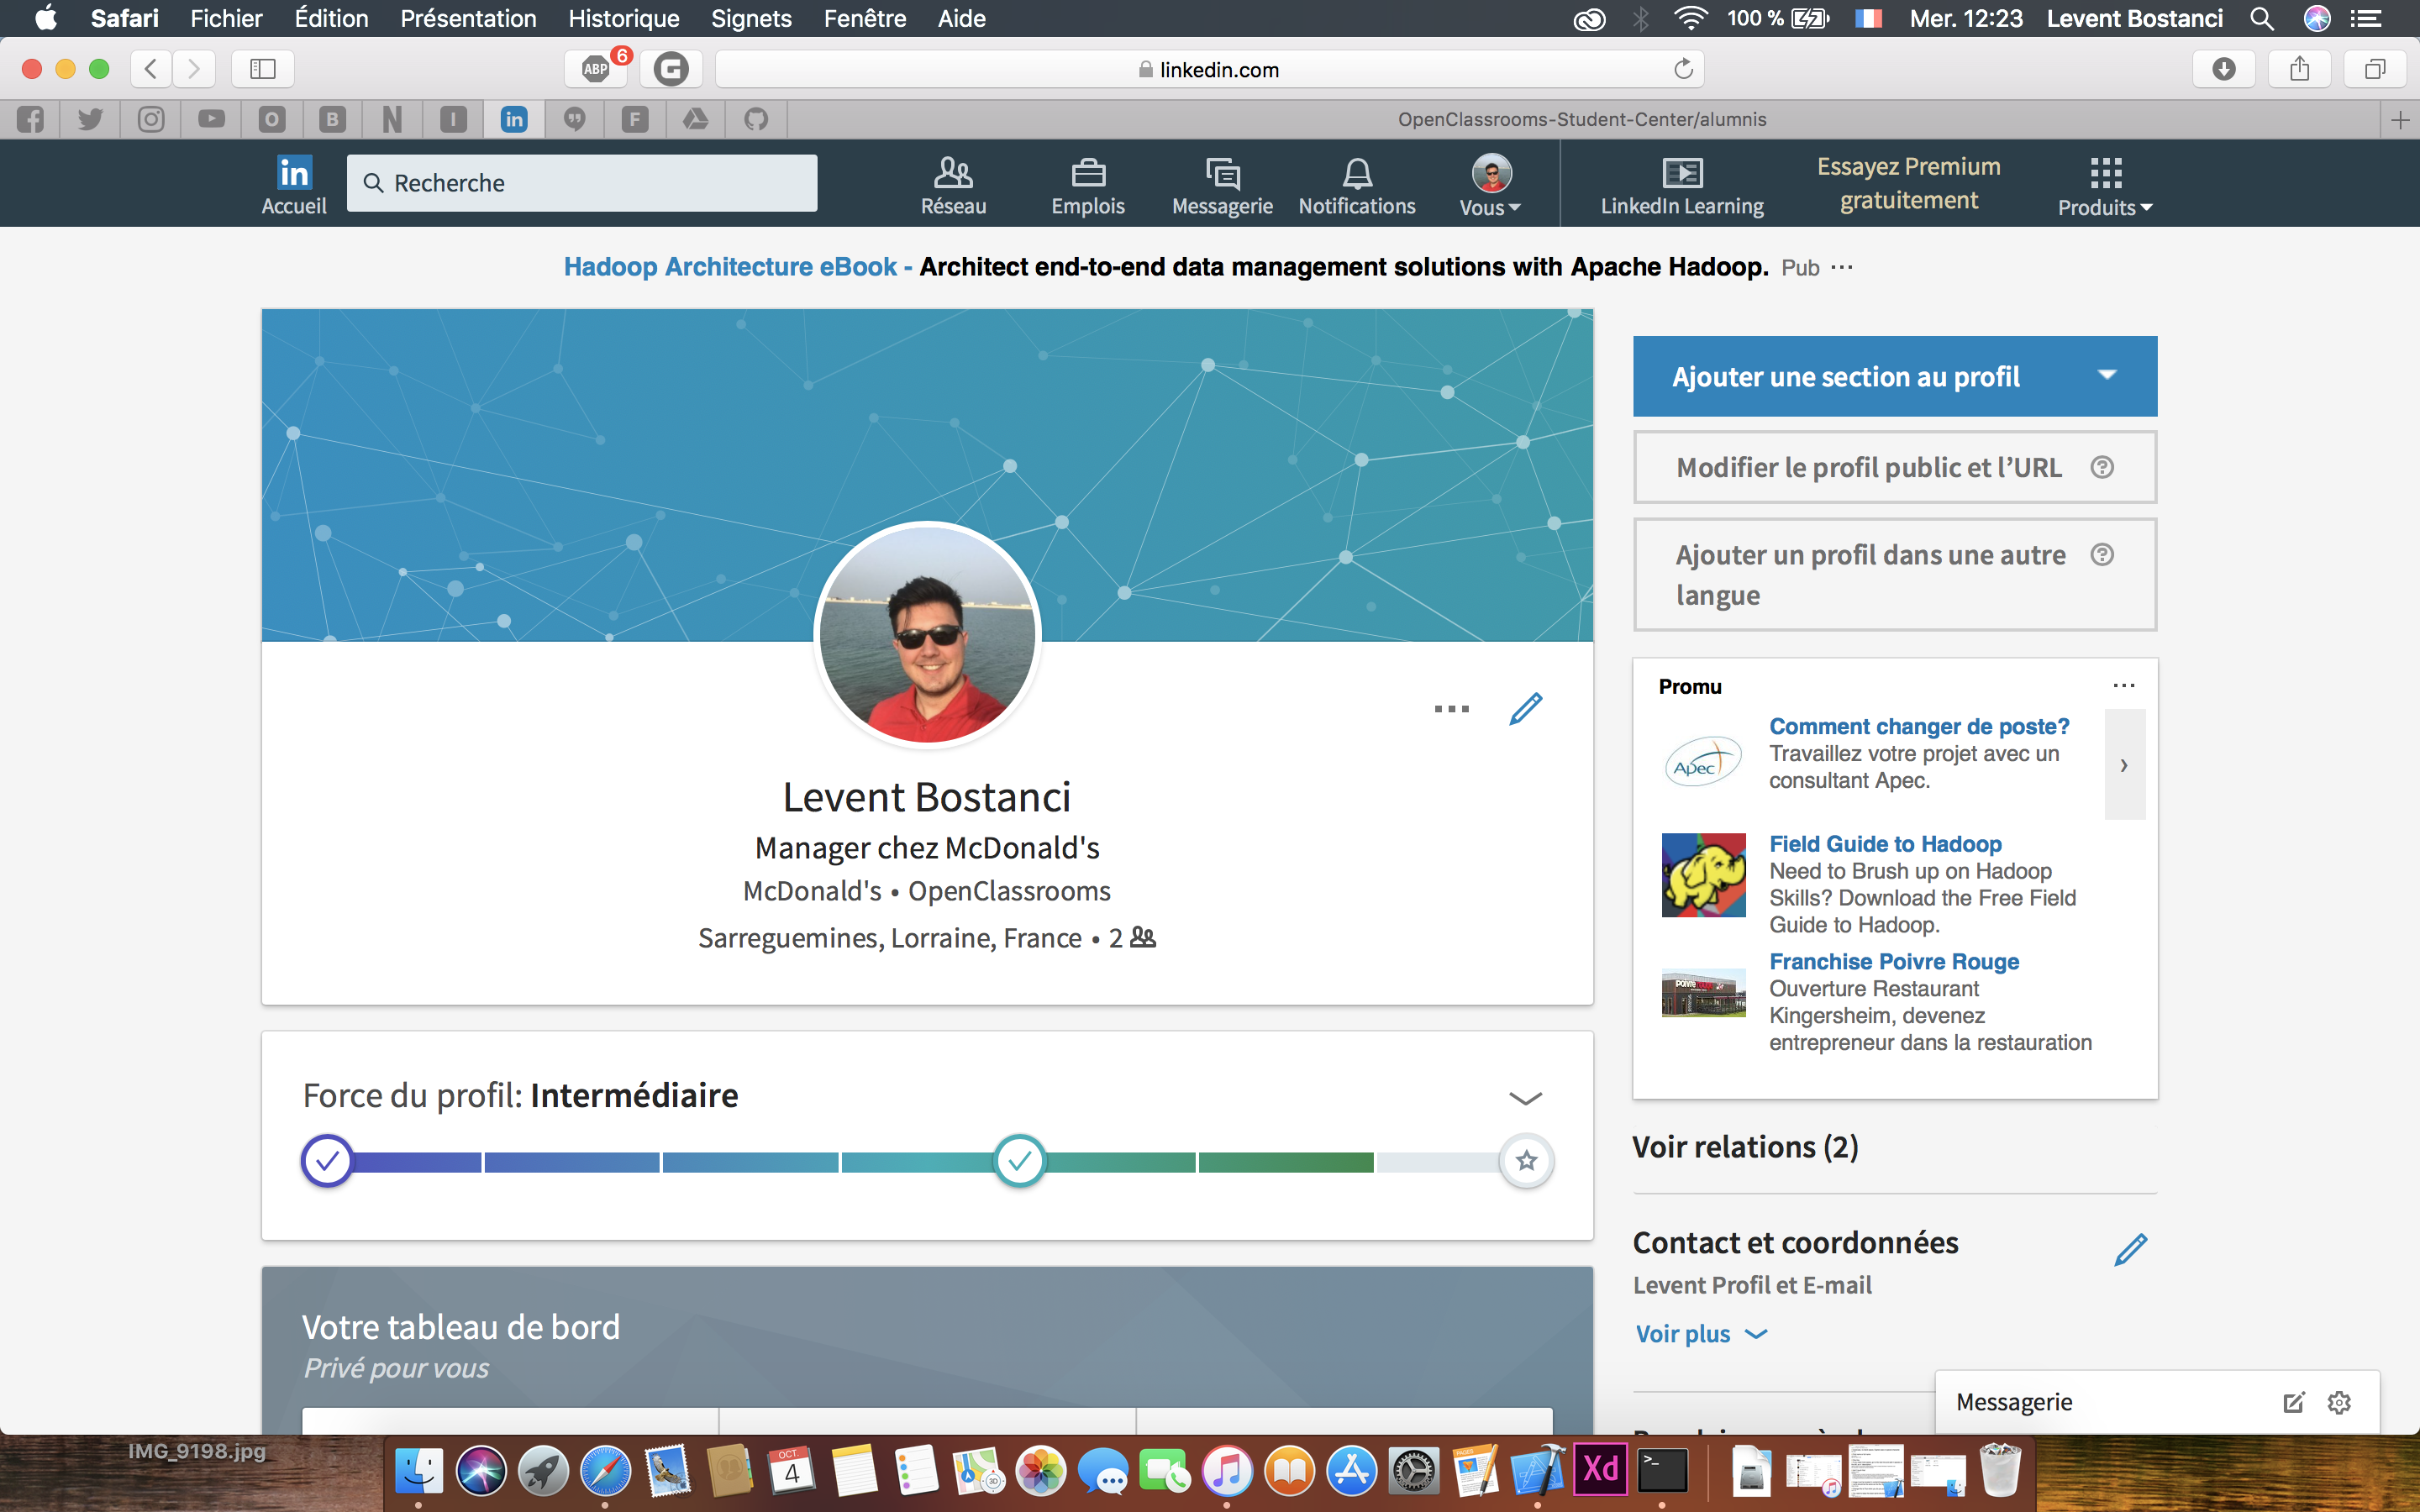 Safari Fichier Édition Présentation Historique Signets Fenêtre Aide 100 % Mer. 12:23 Levent Bostanci
ABP 6 G linkedin.com
O B N I in F OpenClassrooms-Student-Center/alumnis
in
Accueil
Recherche
Réseau
Emplois
Messagerie
Notifications
Vous
LinkedIn Learning
Essayez Premium
gratuitement
Produits
Hadoop Architecture eBook - Architect end-to-end data management solutions with Apache Hadoop. Pub ···
Levent Bostanci
Manager chez McDonald's
McDonald's • OpenClassrooms
Sarreguemines, Lorraine, France • 2
Force du profil: Intermédiaire
Votre tableau de bord
Privé pour vous
Ajouter une section au profil
Modifier le profil public et l’URL
Ajouter un profil dans une autre
langue
Promu
Apec
Comment changer de poste?
Travaillez votre projet avec un
consultant Apec.
Field Guide to Hadoop
Need to Brush up on Hadoop
Skills? Download the Free Field
Guide to Hadoop.
Franchise Poivre Rouge
Ouverture Restaurant
Kingersheim, devenez
entrepreneur dans la restauration
Voir relations (2)
Contact et coordonnées
Levent Profil et E-mail
Voir plus
Messagerie
IMG_9198.jpg
OCT.
4
3D
PAGES
Xd
>_